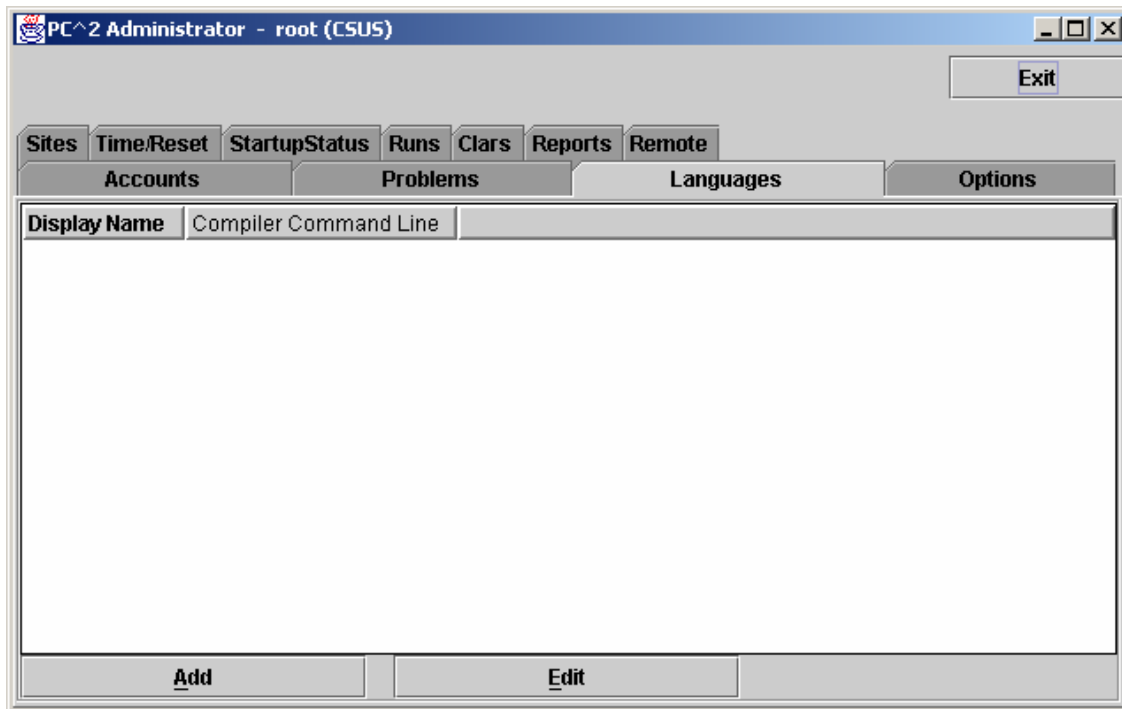 PC^2 Administrator - root (CSUS)
Exit
Sites Time/Reset StartupStatus Runs Clars Reports Remote
Accounts Problems Languages Options
Display Name Compiler Command Line
Add Edit